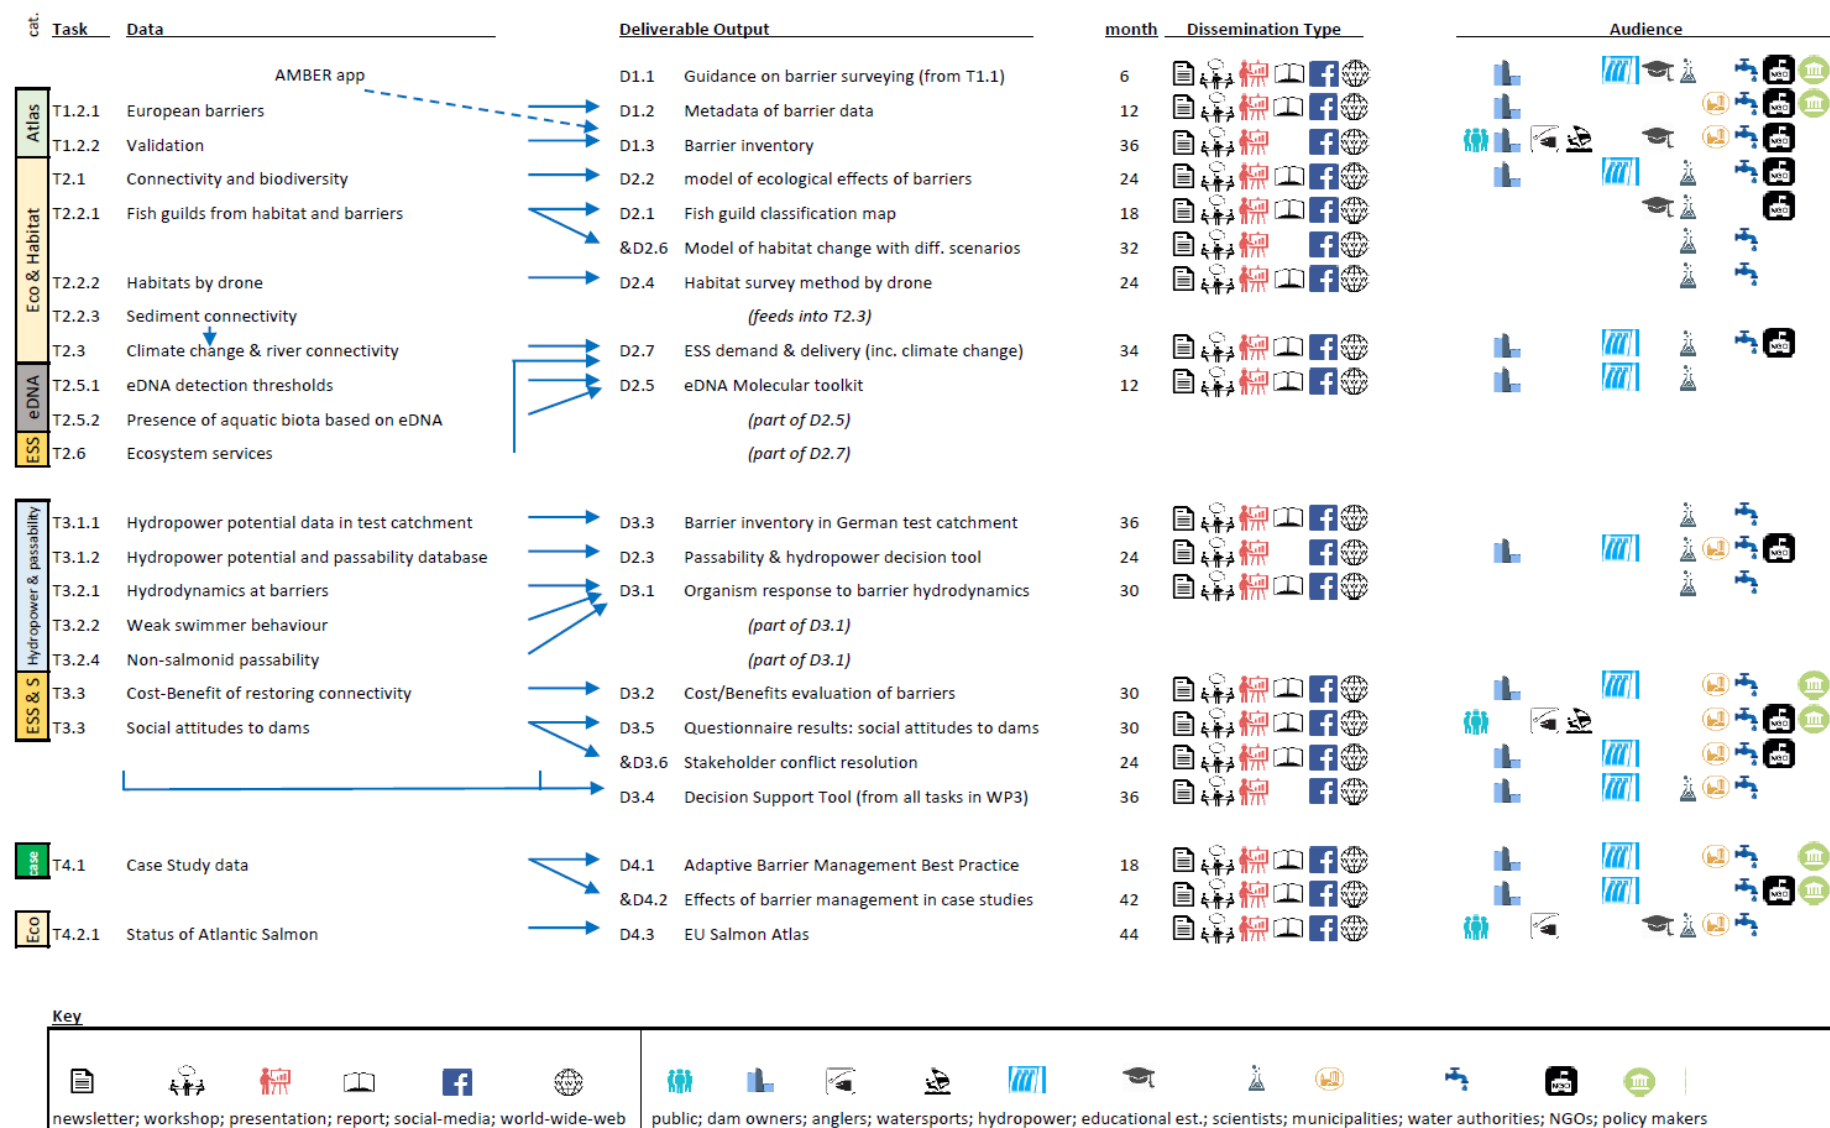 cat. Task Data Deliverable Output month Dissemination Type Audience
AMBER app D1.1 Guidance on barrier surveying (from T1.1) 6
Atlas
T1.2.1 European barriers D1.2 Metadata of barrier data 12
T1.2.2 Validation D1.3 Barrier inventory 36
Eco & Habitat
T2.1 Connectivity and biodiversity D2.2 model of ecological effects of barriers 24
T2.2.1 Fish guilds from habitat and barriers D2.1 Fish guild classification map 18
&D2.6 Model of habitat change with diff. scenarios 32
T2.2.2 Habitats by drone D2.4 Habitat survey method by drone 24
T2.2.3 Sediment connectivity (feeds into T2.3)
T2.3 Climate change & river connectivity D2.7 ESS demand & delivery (inc. climate change) 34
eDNA
T2.5.1 eDNA detection thresholds D2.5 eDNA Molecular toolkit 12
T2.5.2 Presence of aquatic biota based on eDNA (part of D2.5)
ESS
T2.6 Ecosystem services (part of D2.7)
Hydropower & passability
T3.1.1 Hydropower potential data in test catchment D3.3 Barrier inventory in German test catchment 36
T3.1.2 Hydropower potential and passability database D2.3 Passability & hydropower decision tool 24
T3.2.1 Hydrodynamics at barriers D3.1 Organism response to barrier hydrodynamics 30
T3.2.2 Weak swimmer behaviour (part of D3.1)
T3.2.4 Non-salmonid passability (part of D3.1)
ESS & S
T3.3 Cost-Benefit of restoring connectivity D3.2 Cost/Benefits evaluation of barriers 30
T3.3 Social attitudes to dams D3.5 Questionnaire results: social attitudes to dams 30
&D3.6 Stakeholder conflict resolution 24
D3.4 Decision Support Tool (from all tasks in WP3) 36
case
T4.1 Case Study data D4.1 Adaptive Barrier Management Best Practice 18
&D4.2 Effects of barrier management in case studies 42
Eco
T4.2.1 Status of Atlantic Salmon D4.3 EU Salmon Atlas 44
Key
newsletter; workshop; presentation; report; social-media; world-wide-web
public; dam owners; anglers; watersports; hydropower; educational est.; scientists; municipalities; water authorities; NGOs; policy makers